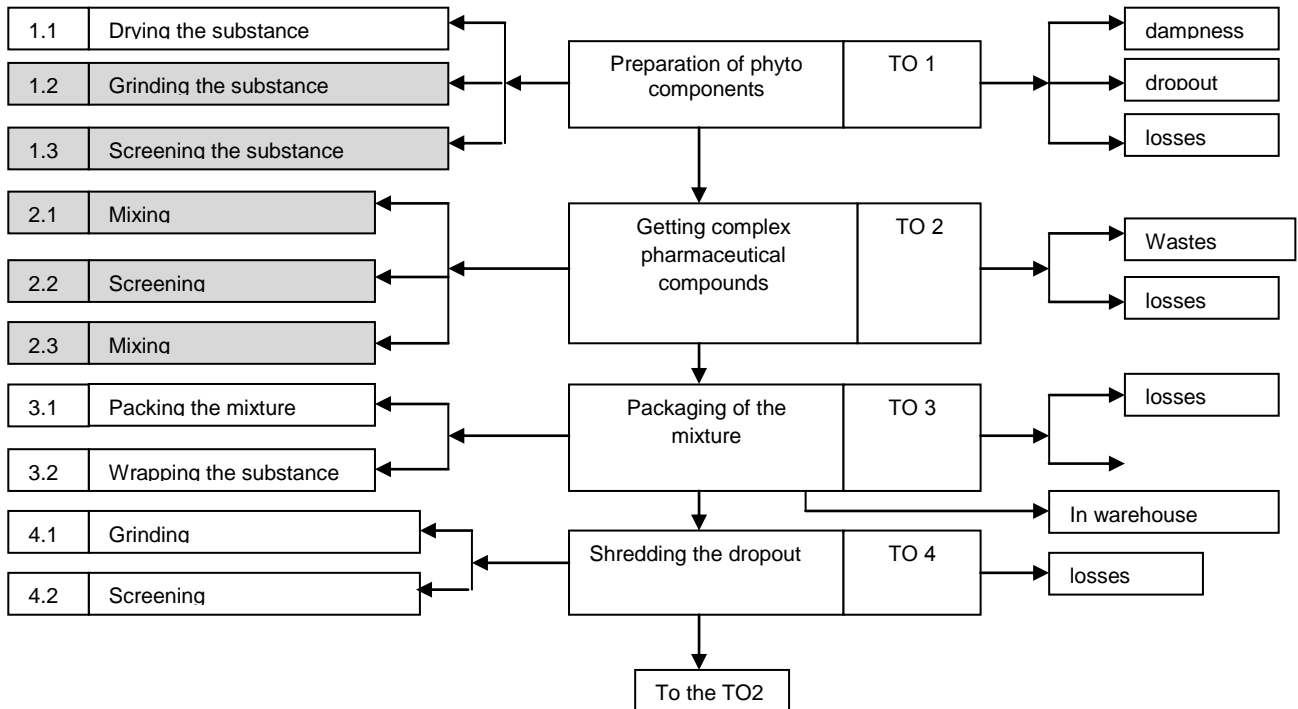 1.1 Drying the substance
1.2 Grinding the substance
1.3 Screening the substance
Preparation of phyto
components
TO 1
dampness
dropout
losses
2.1 Mixing
2.2 Screening
2.3 Mixing
Getting complex
pharmaceutical
compounds
TO 2
Wastes
losses
3.1 Packing the mixture
3.2 Wrapping the substance
Packaging of the
mixture
TO 3
losses
In warehouse
4.1 Grinding
4.2 Screening
Shredding the dropout
TO 4
losses
To the TO2